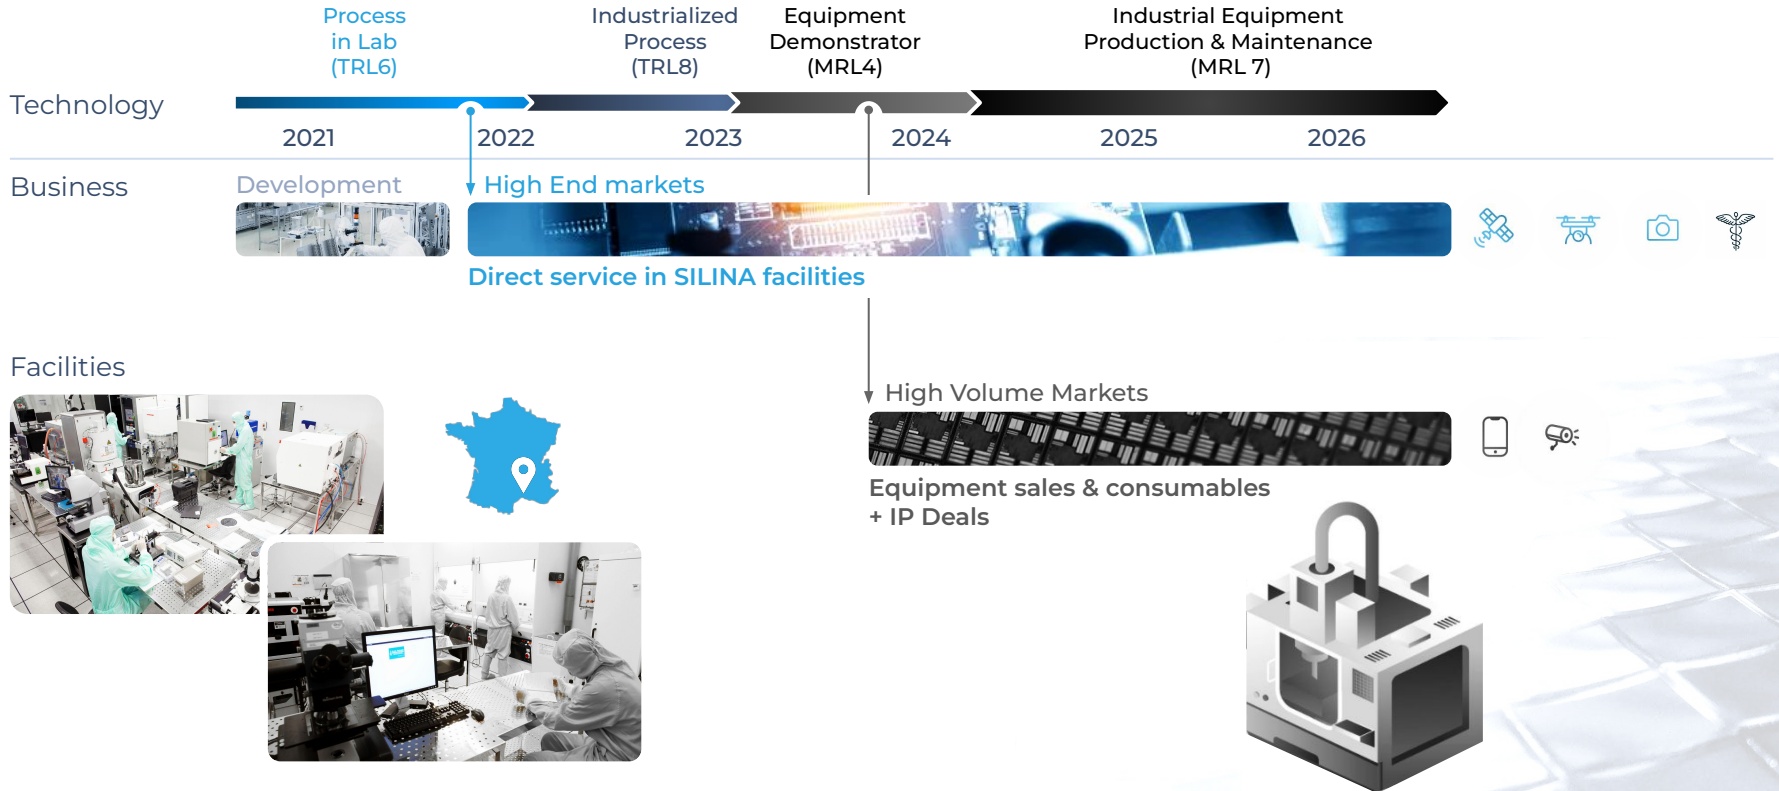 Process
in Lab
(TRL6)
Industrialized
Process
(TRL8)
Equipment
Demonstrator
(MRL4)
Industrial Equipment
Production & Maintenance
(MRL 7)
Technology
2021
2022
2023
2024
2025
2026
Business
Development
High End markets
Direct service in SILINA facilities
Facilities
High Volume Markets
Equipment sales & consumables
+ IP Deals